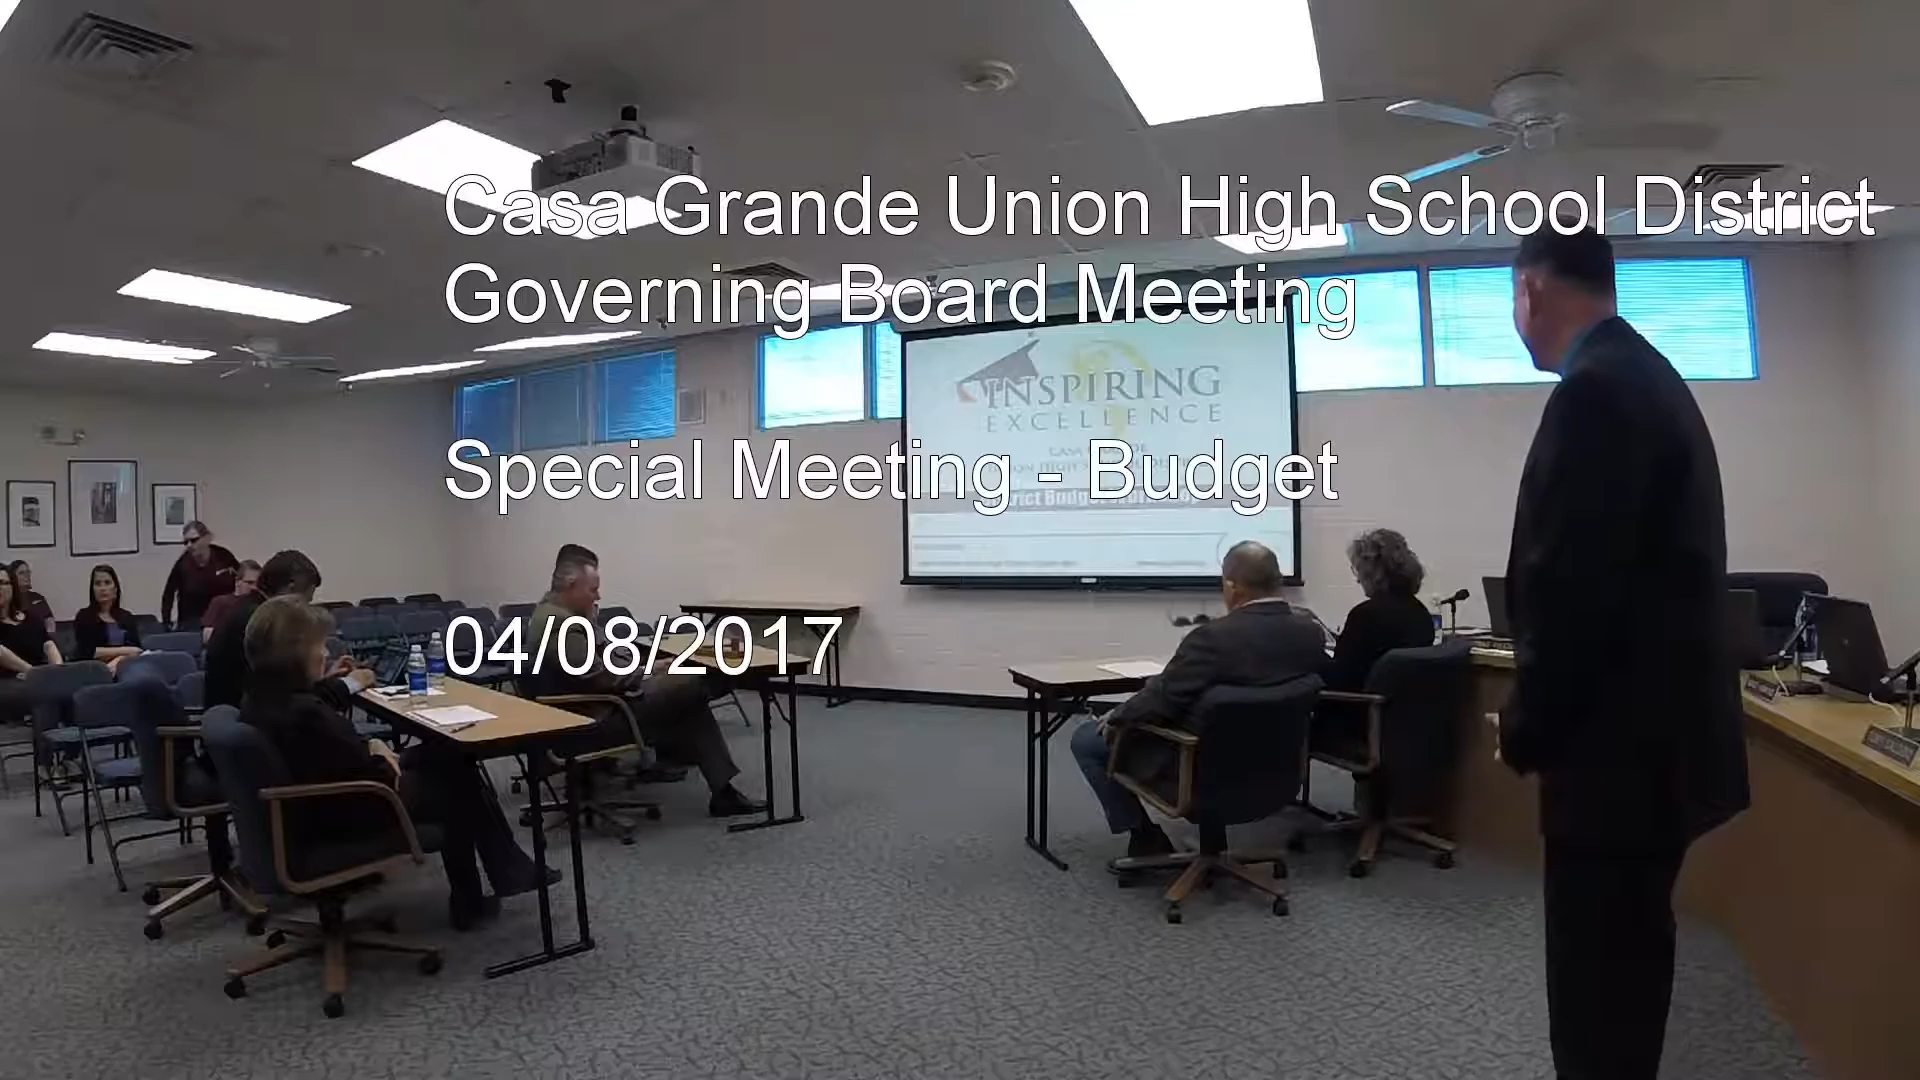 Casa Grande Union High School District
Governing Board Meeting
INSPIRING
EXCELLENCE
Special Meeting - Budget
04/08/2017